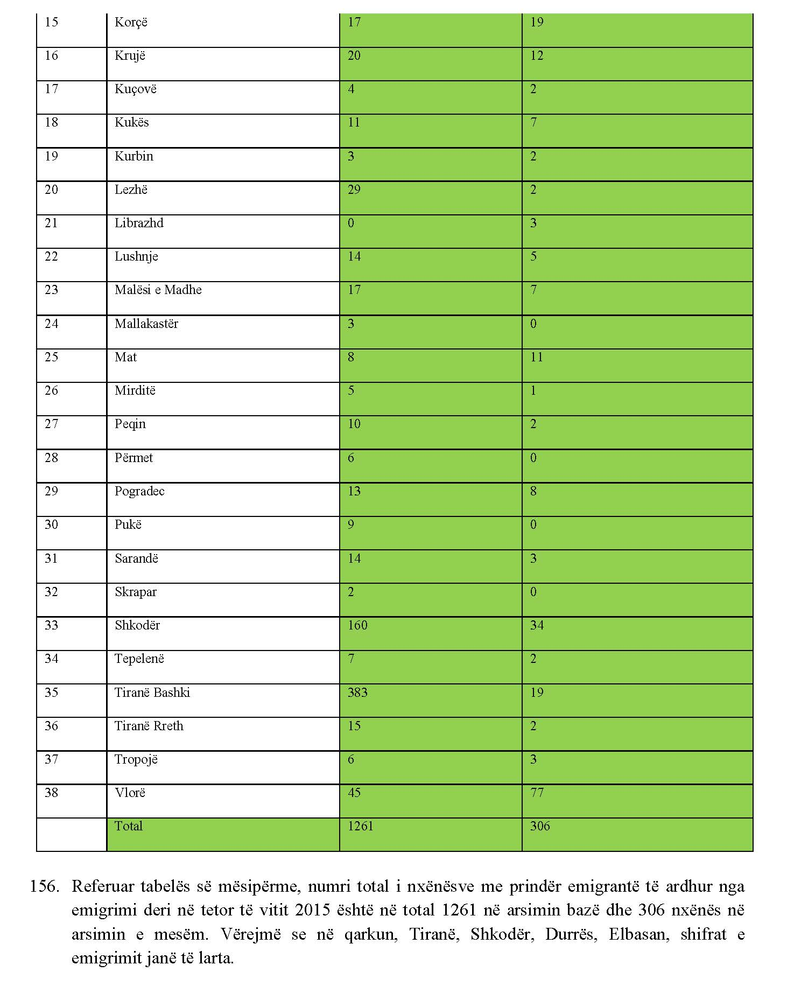 15 Korçë 17 19
16 Krujë 20 12
17 Kuçovë 4 2
18 Kukës 11 7
19 Kurbin 3 2
20 Lezhë 29 2
21 Librazhd 0 3
22 Lushnje 14 5
23 Malësi e Madhe 17 7
24 Mallakastër 3 0
25 Mat 8 11
26 Mirditë 5 1
27 Peqin 10 2
28 Përmet 6 0
29 Pogradec 13 8
30 Pukë 9 0
31 Sarandë 14 3
32 Skrapar 2 0
33 Shkodër 160 34
34 Tepelenë 7 2
35 Tiranë Bashki 383 19
36 Tiranë Rreth 15 2
37 Tropojë 6 3
38 Vlorë 45 77
Total 1261 306
156. Referuar tabelës së mësipërme, numri total i nxënësve me prindër emigrantë të ardhur nga
emigrimi deri në tetor të vitit 2015 është në total 1261 në arsimin bazë dhe 306 nxënës në
arsimin e mesëm. Vërejmë se në qarkun, Tiranë, Shkodër, Durrës, Elbasan, shifrat e
emigrimit janë të larta.